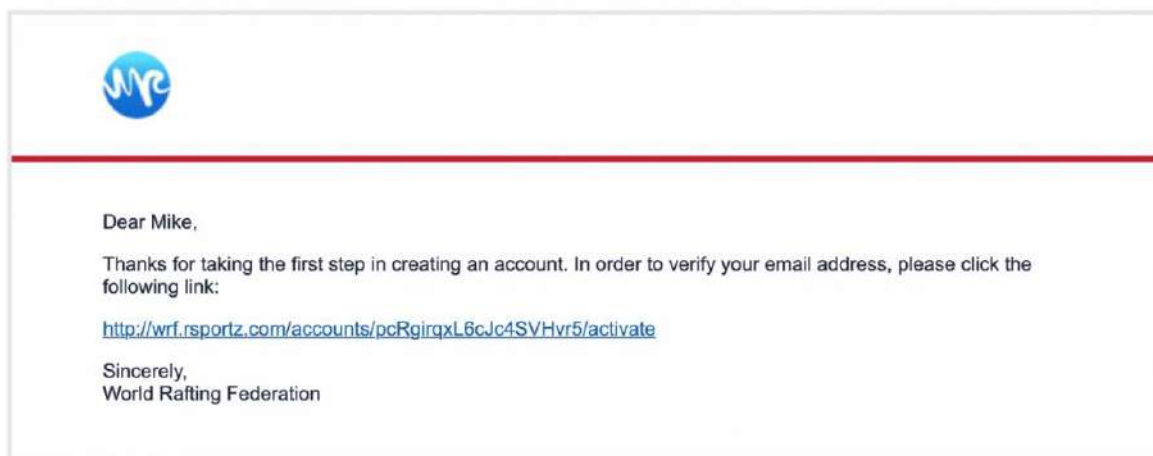 WR
Dear Mike,
Thanks for taking the first step in creating an account. In order to verify your email address, please click the
following link:
http://wrf.rsportz.com/accounts/pcRgirqxL6cJc4SVHvr5/activate
Sincerely,
World Rafting Federation